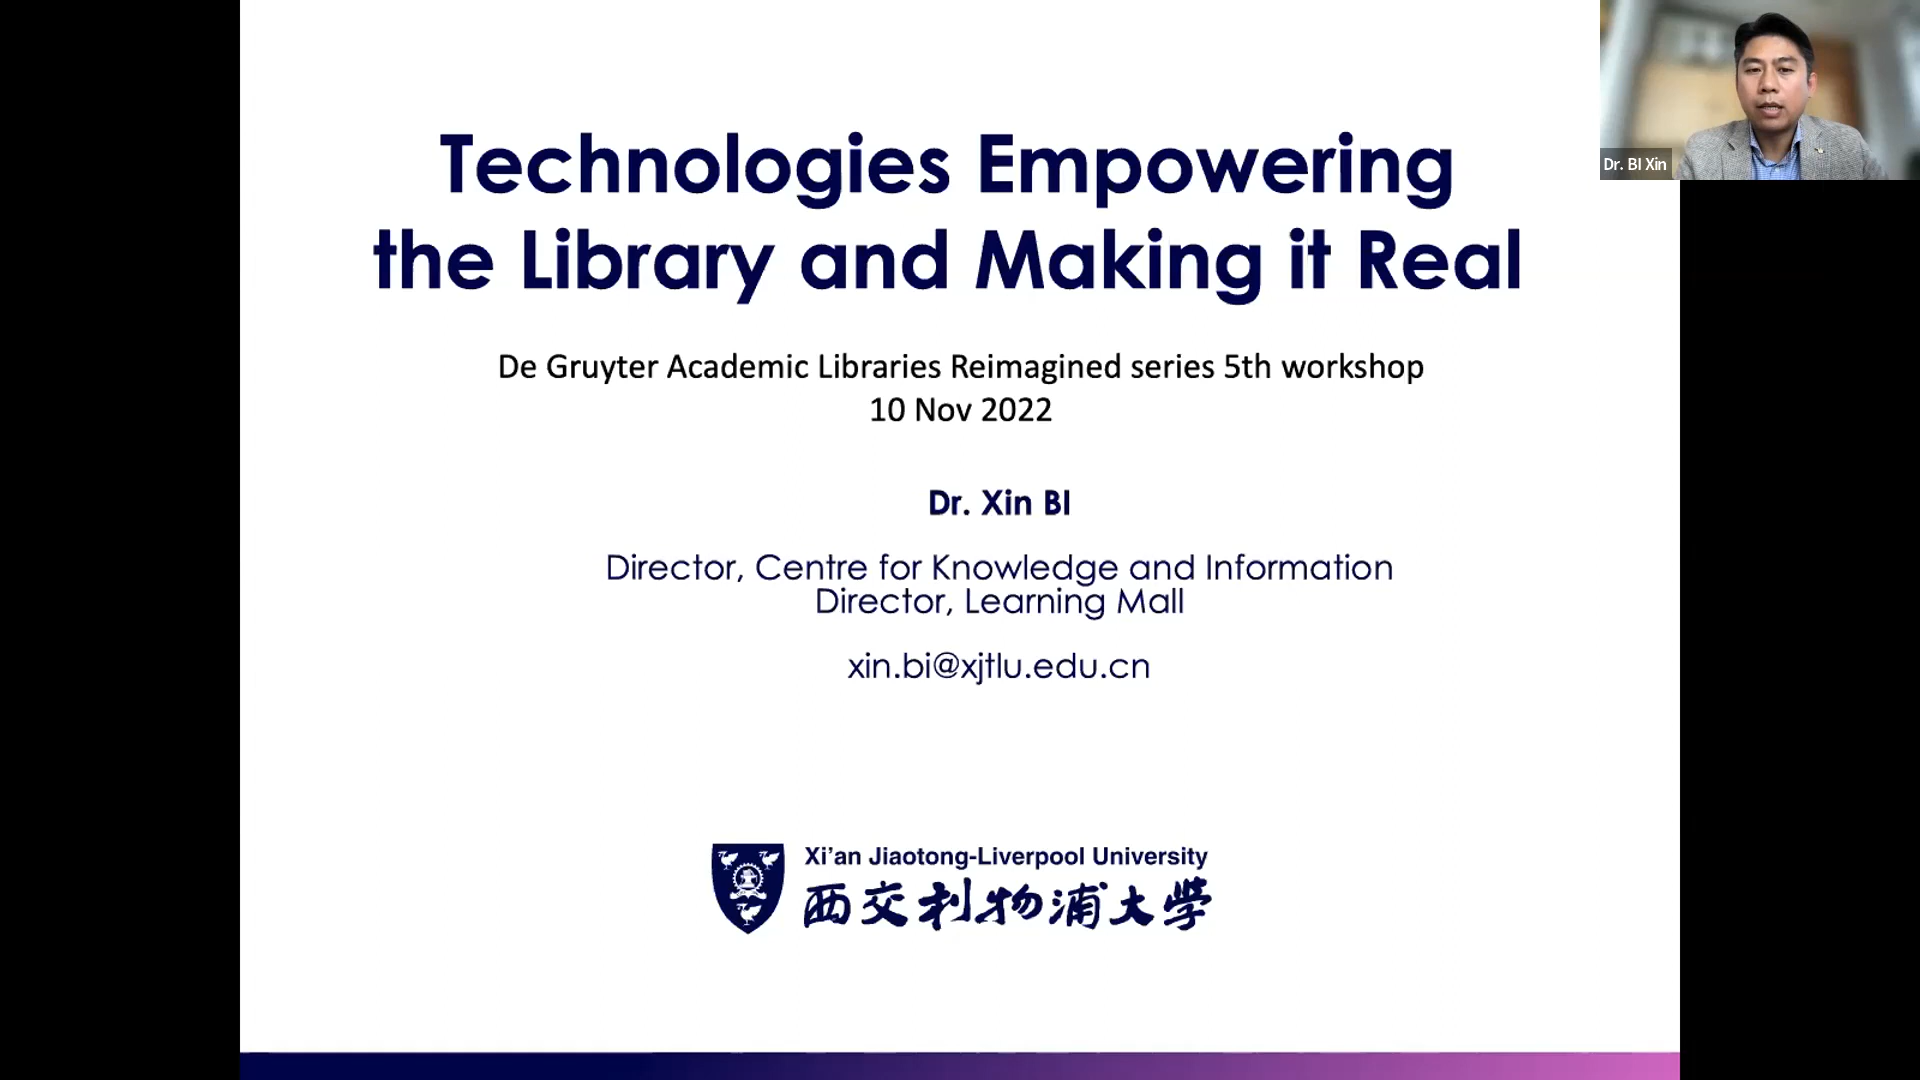 Technologies Empowering
the Library and Making it Real
De Gruyter Academic Libraries Reimagined series 5th workshop
10 Nov 2022
Dr. Xin BI
Director, Centre for Knowledge and Information
Director, Learning Mall
xin.bi@xjtlu.edu.cn
Xi’an Jiaotong-Liverpool University
西交利物浦大學
Dr. BI Xin